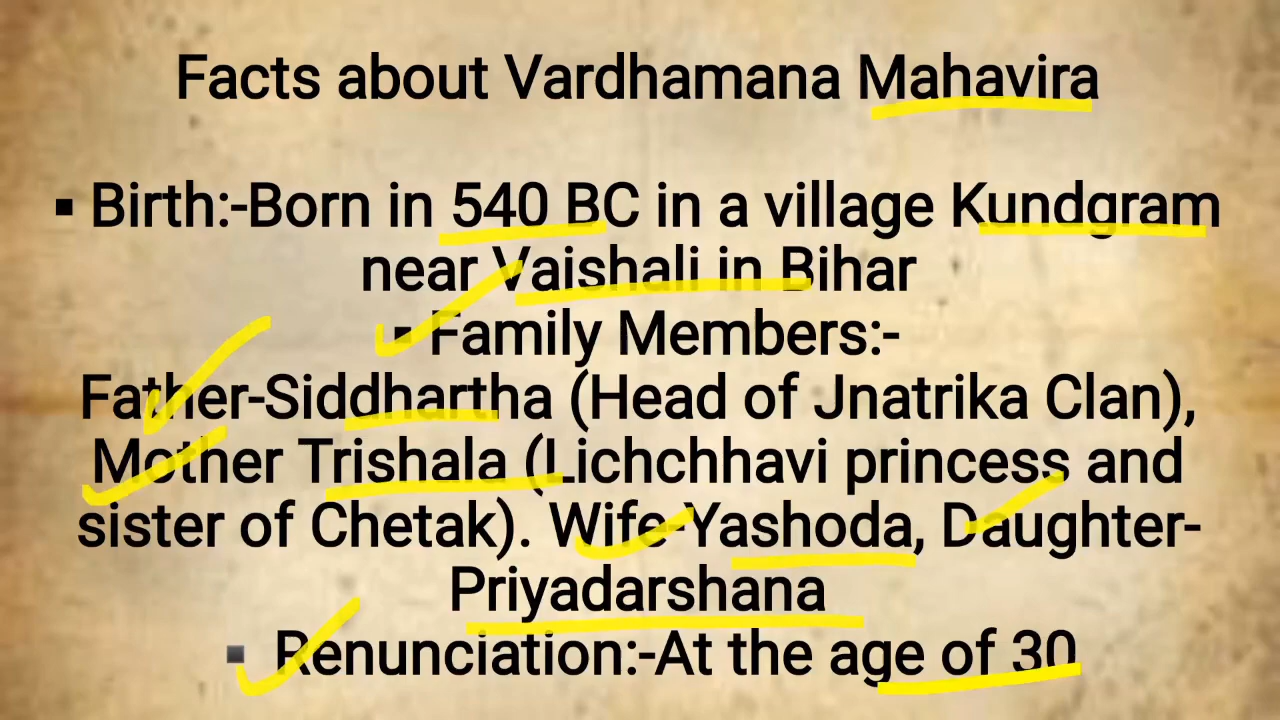 Facts about Vardhamana Mahavira
▪ Birth:-Born in 540 BC in a village Kundgram
near Vaishali in Bihar
▪ Family Members:-
Father-Siddhartha (Head of Jnatrika Clan),
Mother Trishala (Lichchhavi princess and
sister of Chetak). Wife-Yashoda, Daughter-
Priyadarshana
▪ Renunciation:-At the age of 30